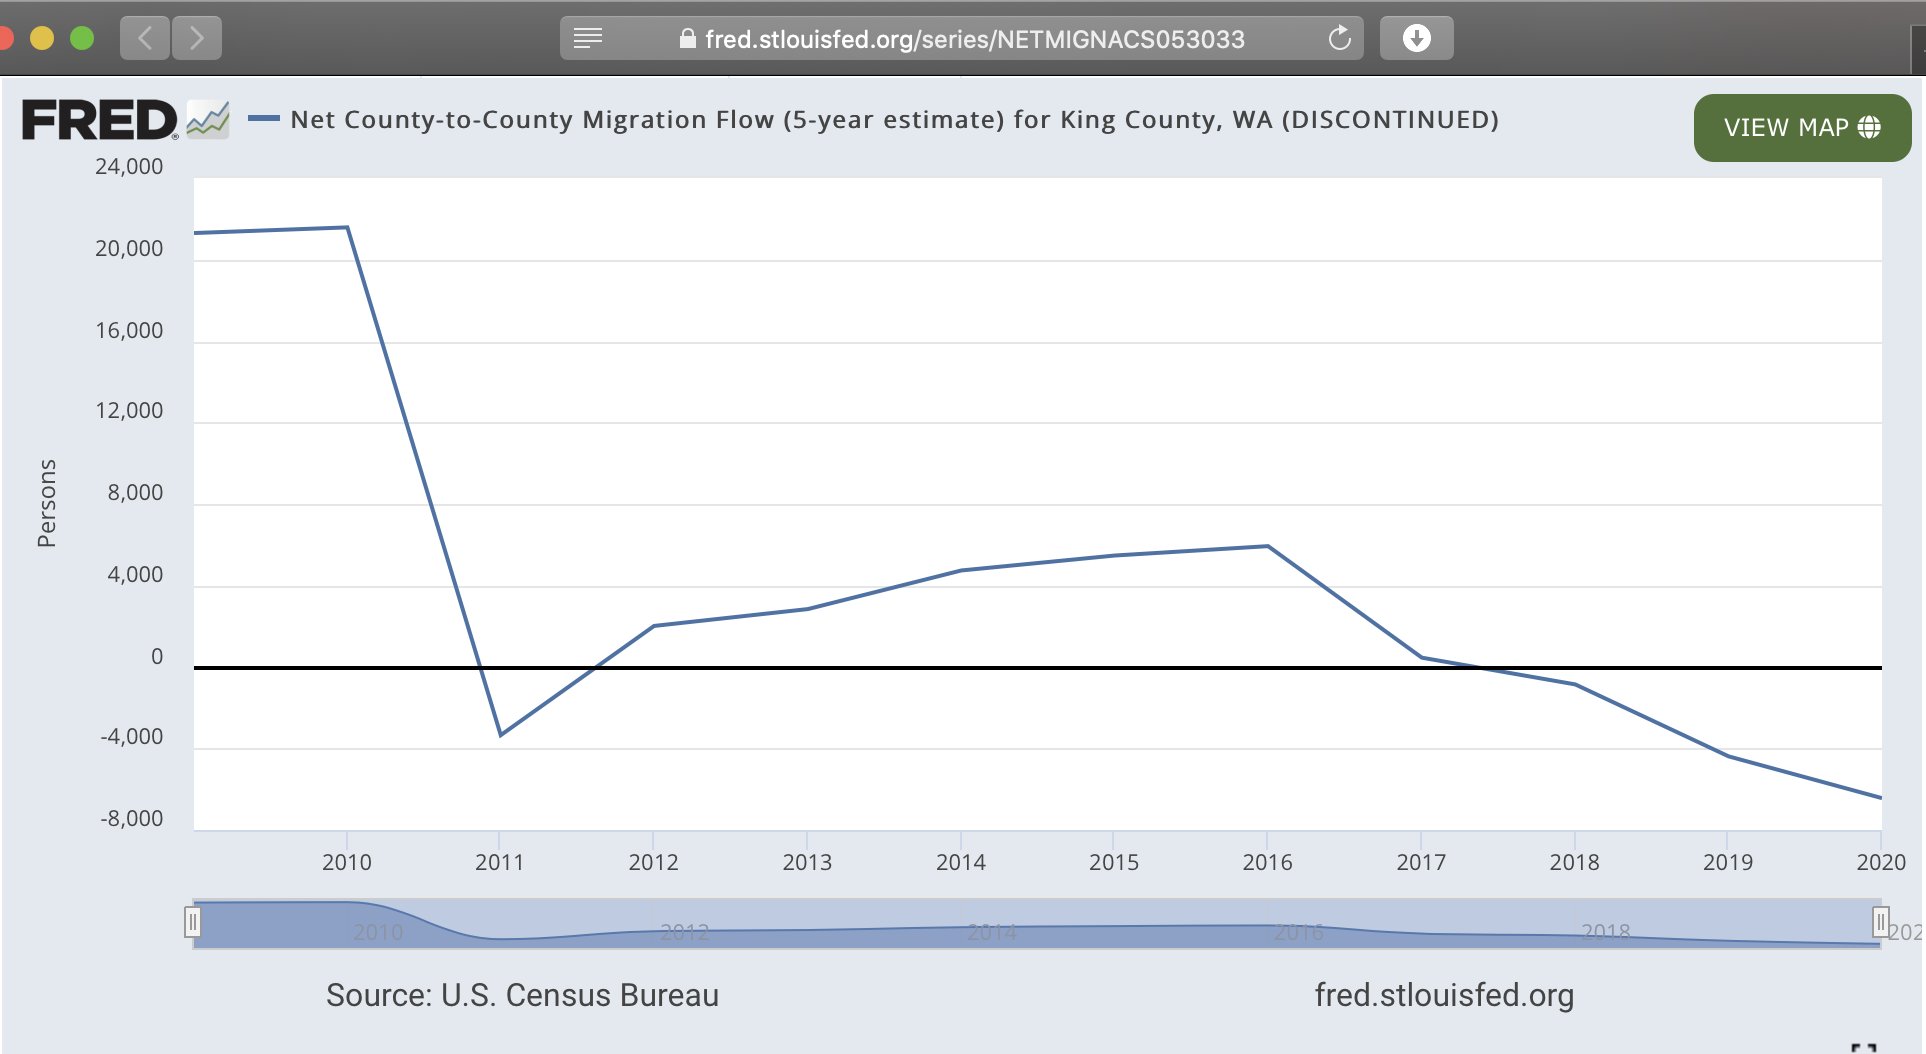 fred.stlouisfed.org/series/NETMIGNACS053033
FRED
Net County-to-County Migration Flow (5-year estimate) for King County, WA (DISCONTINUED)
VIEW MAP
24,000
20,000
16,000
12,000
8,000
4,000
0
-4,000
-8,000
Persons
2010 2011 2012 2013 2014 2015 2016 2017 2018 2019 2020
2010 2012 2014 2016 2018 202
Source: U.S. Census Bureau
fred.stlouisfed.org